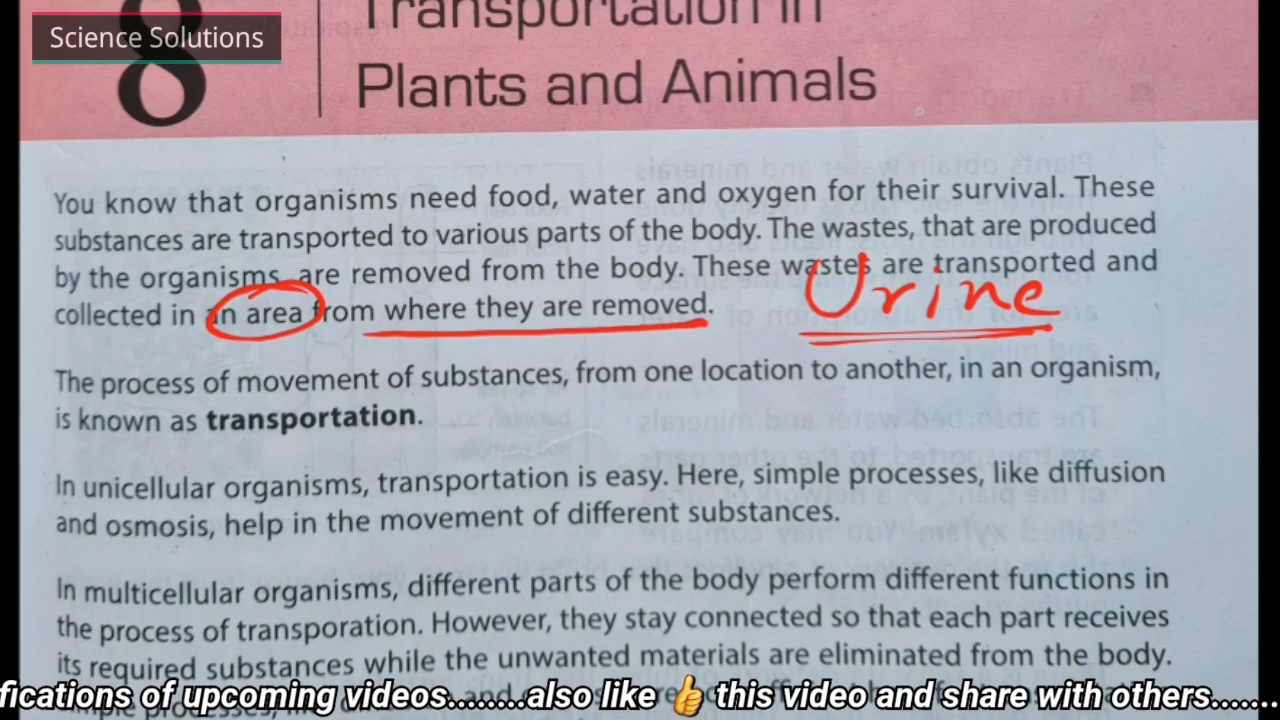 Science Solutions
8
Transportation in
Plants and Animals
You know that organisms need food, water and oxygen for their survival. These
substances are transported to various parts of the body. The wastes, that are produced
by the organisms are removed from the body. These wastes are transported and
collected in an area from where they are removed.
Urine
The process of movement of substances, from one location to another, in an organism,
is known as transportation.
In unicellular organisms, transportation is easy. Here, simple processes, like diffusion
and osmosis, help in the movement of different substances.
In multicellular organisms, different parts of the body perform different functions in
the process of transporation. However, they stay connected so that each part receives
its required substances while the unwanted materials are eliminated from the body.
fications of upcoming videos........also like 👍 this video and share with others.......